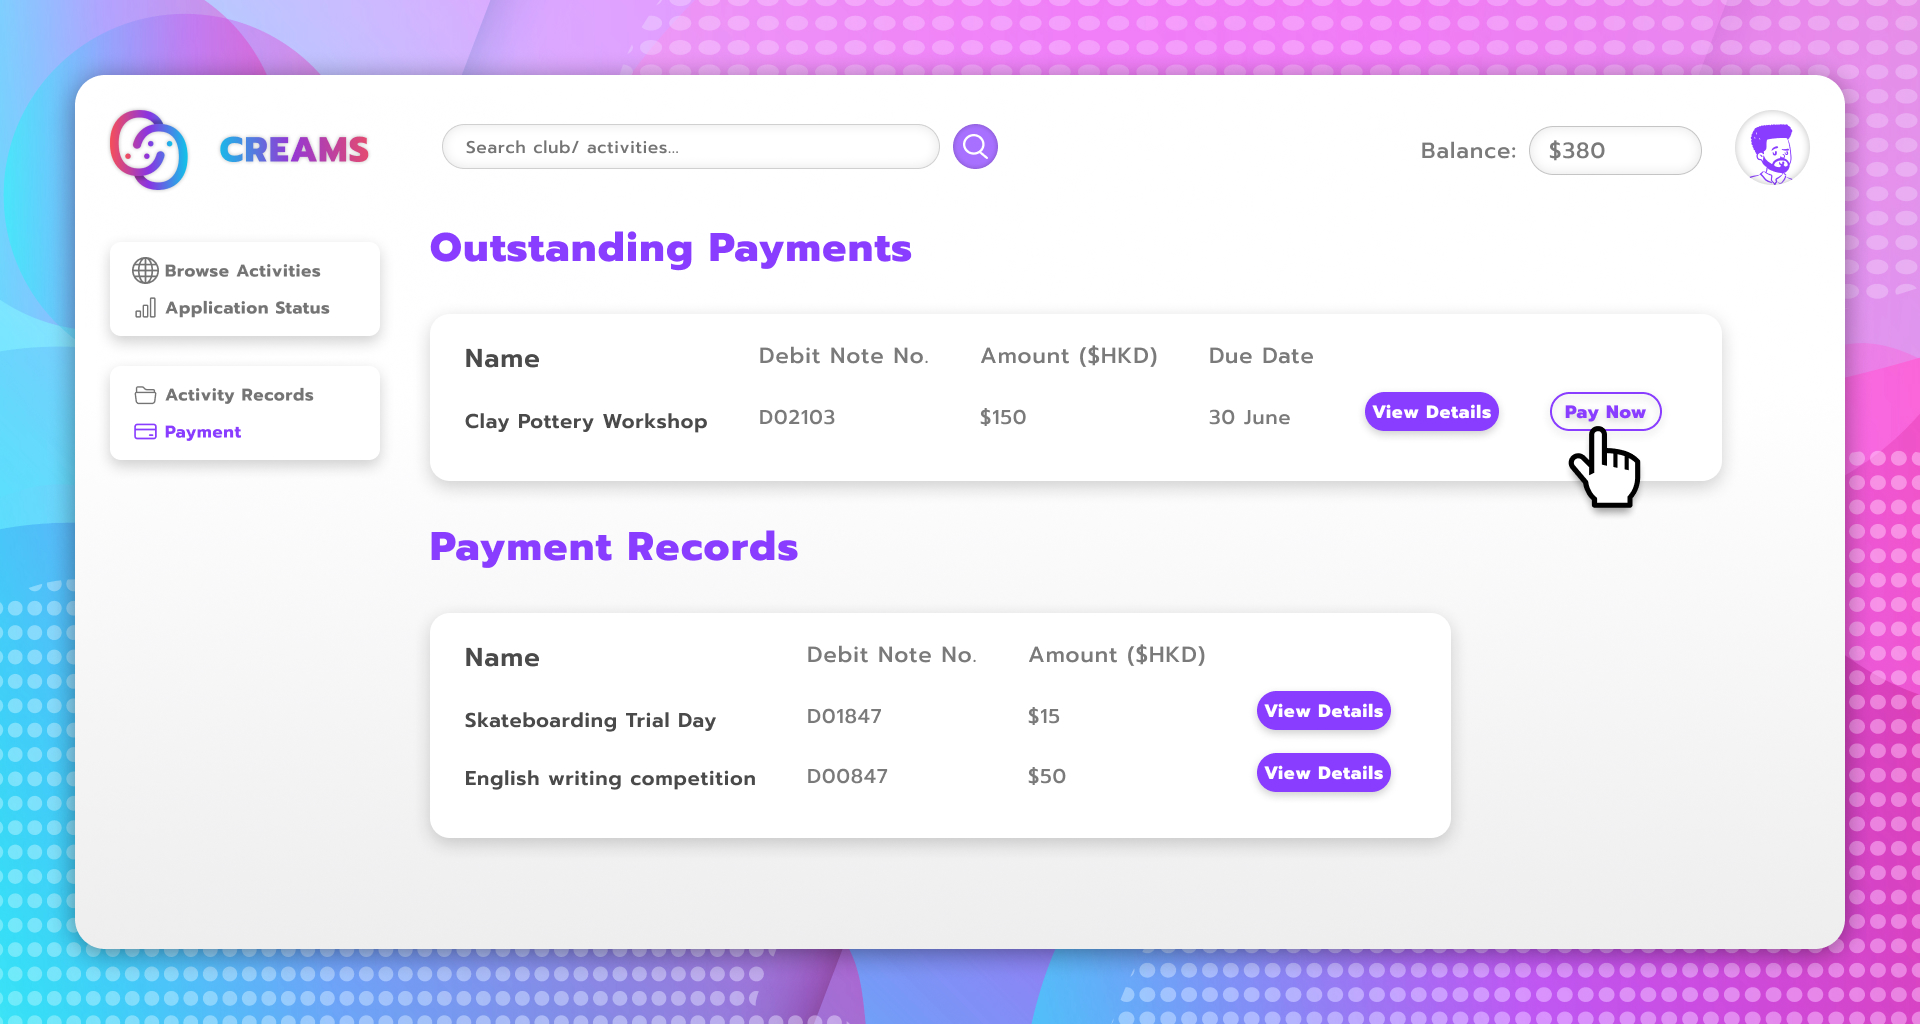 CREAMS
Search club/ activities...
Balance: $380
Browse Activities
Application Status
Activity Records
Payment
Outstanding Payments
Name Debit Note No. Amount ($HKD) Due Date
Clay Pottery Workshop D02103 $150 30 June View Details Pay Now
Payment Records
Name Debit Note No. Amount ($HKD)
Skateboarding Trial Day D01847 $15 View Details
English writing competition D00847 $50 View Details